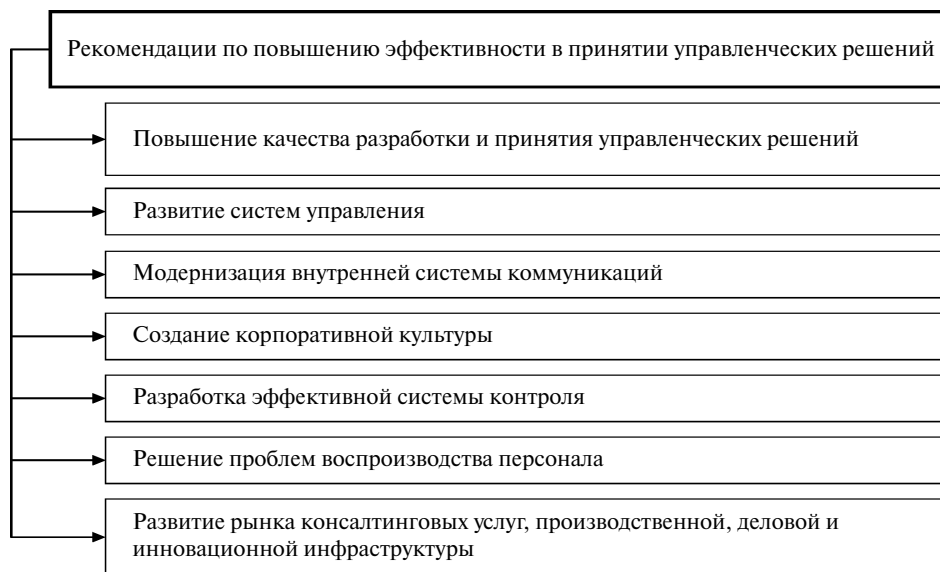 Рекомендации по повышению эффективности в принятии управленческих решений
Повышение качества разработки и принятия управленческих решений
Развитие систем управления
Модернизация внутренней системы коммуникаций
Создание корпоративной культуры
Разработка эффективной системы контроля
Решение проблем воспроизводства персонала
Развитие рынка консалтинговых услуг, производственной, деловой и
инновационной инфраструктуры